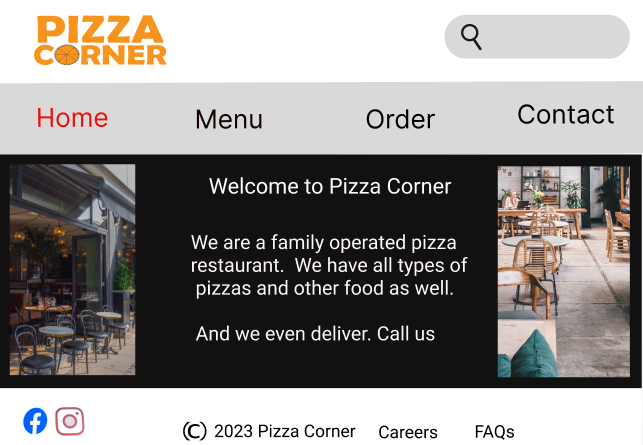 PIZZA
CORNER
Home Menu Order Contact
Welcome to Pizza Corner
We are a family operated pizza
restaurant. We have all types of
pizzas and other food as well.
And we even deliver. Call us
© 2023 Pizza Corner Careers FAQs